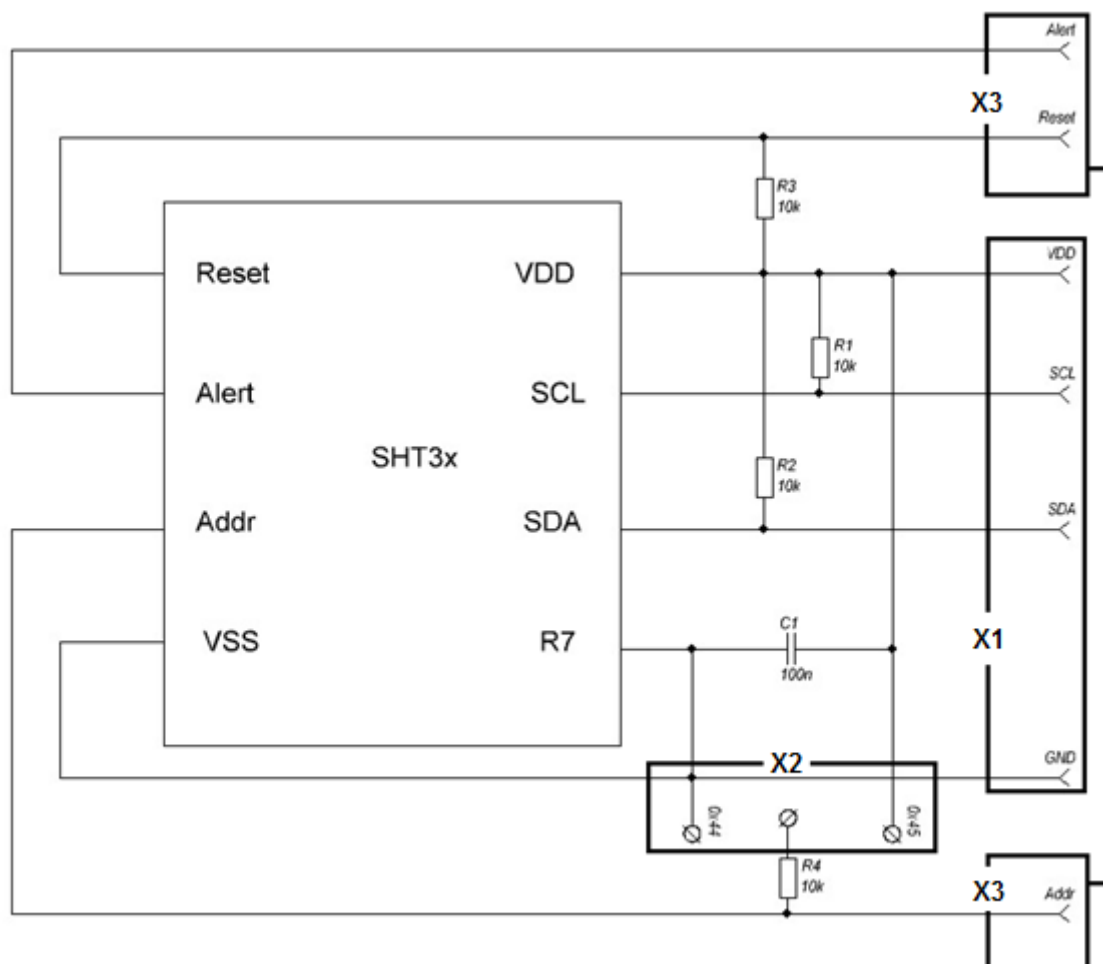 Alert
X3
Reset
R3
10k
VDD
Reset
VDD
R1
10k
SCL
Alert
SCL
SHT3x
R2
10k
SDA
Addr
SDA
C1
100n
VSS
R7
X1
GND
X2
0x44
0x45
R4
10k
X3
Addr